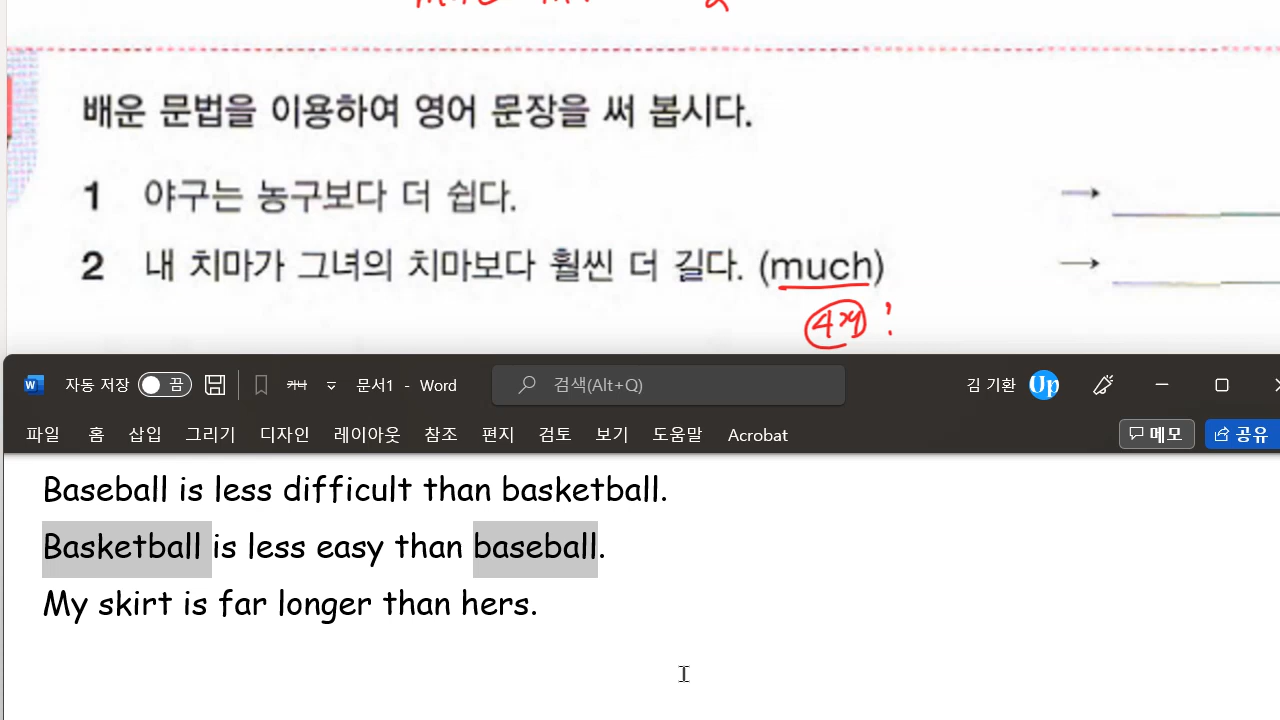 배운 문법을 이용하여 영어 문장을 써 봅시다.
1 야구는 농구보다 더 쉽다. →
2 내 치마가 그녀의 치마보다 훨씬 더 길다. (much) →
자동 저장 끔 문서1 - Word 검색(Alt+Q) 김 기환 Up
파일 홈 삽입 그리기 디자인 레이아웃 참조 편지 검토 보기 도움말 Acrobat 메모 공유
Baseball is less difficult than basketball.
Basketball is less easy than baseball.
My skirt is far longer than hers.